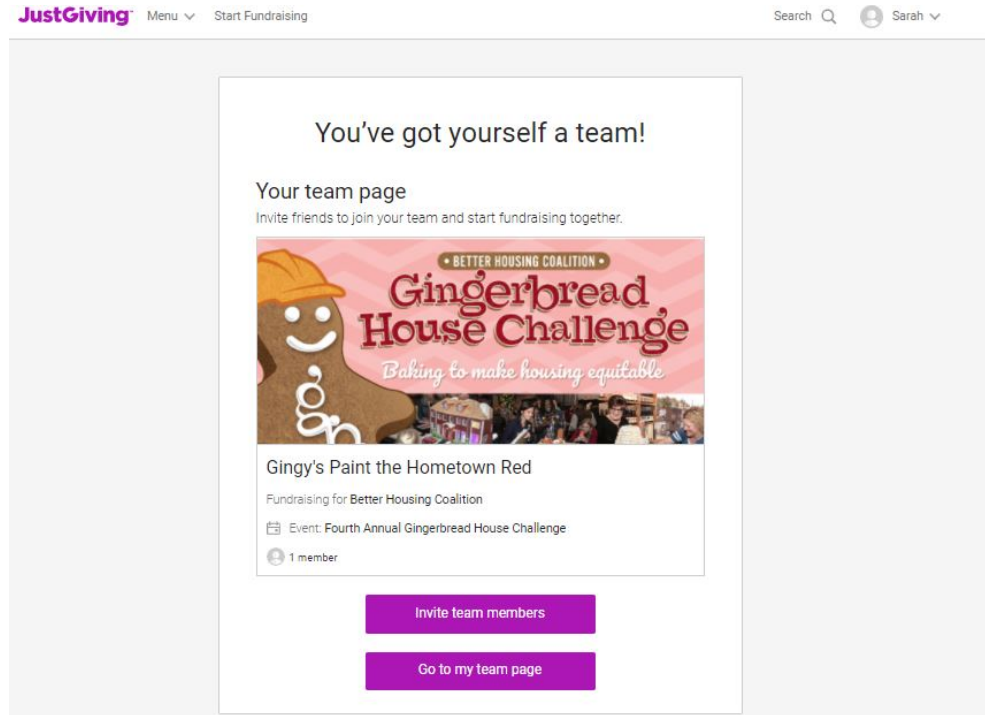 JustGiving™ Menu Start Fundraising Search Sarah
You’ve got yourself a team!
Your team page
Invite friends to join your team and start fundraising together.
• BETTER HOUSING COALITION •
Gingerbread
House Challenge
Baking to make housing equitable
Gingy's Paint the Hometown Red
Fundraising for Better Housing Coalition
Event: Fourth Annual Gingerbread House Challenge
1 member
Invite team members
Go to my team page